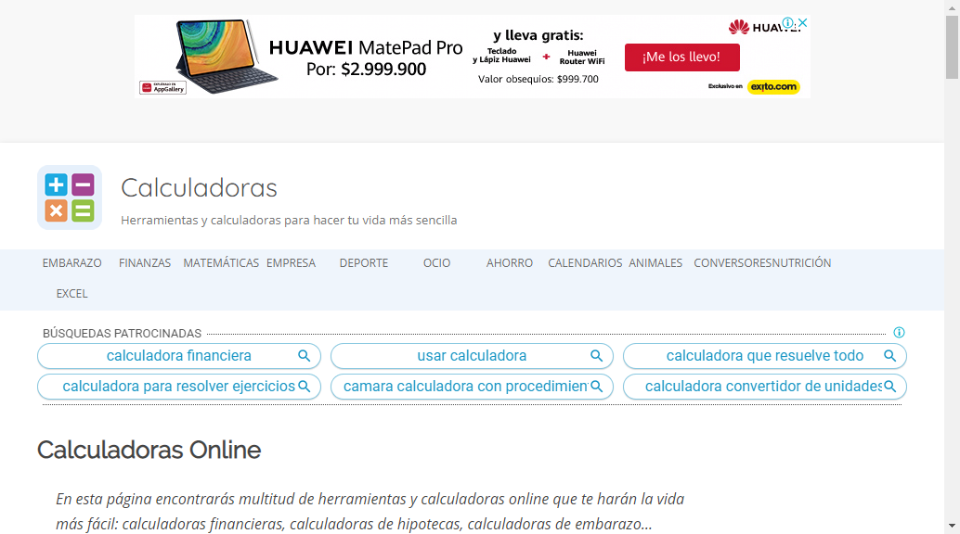 HUAWEI MatePad Pro
Por: $2.999.900
AppGallery
y lleva gratis:
Teclado
y Lápiz Huawei
+
Huawei
Router WiFi
Valor obsequios: $999.700
¡Me los llevo!
HUAWEI
Exclusivo en exito.com
Calculadoras
Herramientas y calculadoras para hacer tu vida más sencilla
EMBARAZO FINANZAS MATEMÁTICAS EMPRESA DEPORTE OCIO AHORRO CALENDARIOS ANIMALES CONVERSORES NUTRICIÓN
EXCEL
BÚSQUEDAS PATROCINADAS
calculadora financiera usar calculadora calculadora que resuelve todo
calculadora para resolver ejercicios camara calculadora con procedimien calculadora convertidor de unidades
Calculadoras Online
En esta página encontrarás multitud de herramientas y calculadoras online que te harán la vida
más fácil: calculadoras financieras, calculadoras de hipotecas, calculadoras de embarazo...